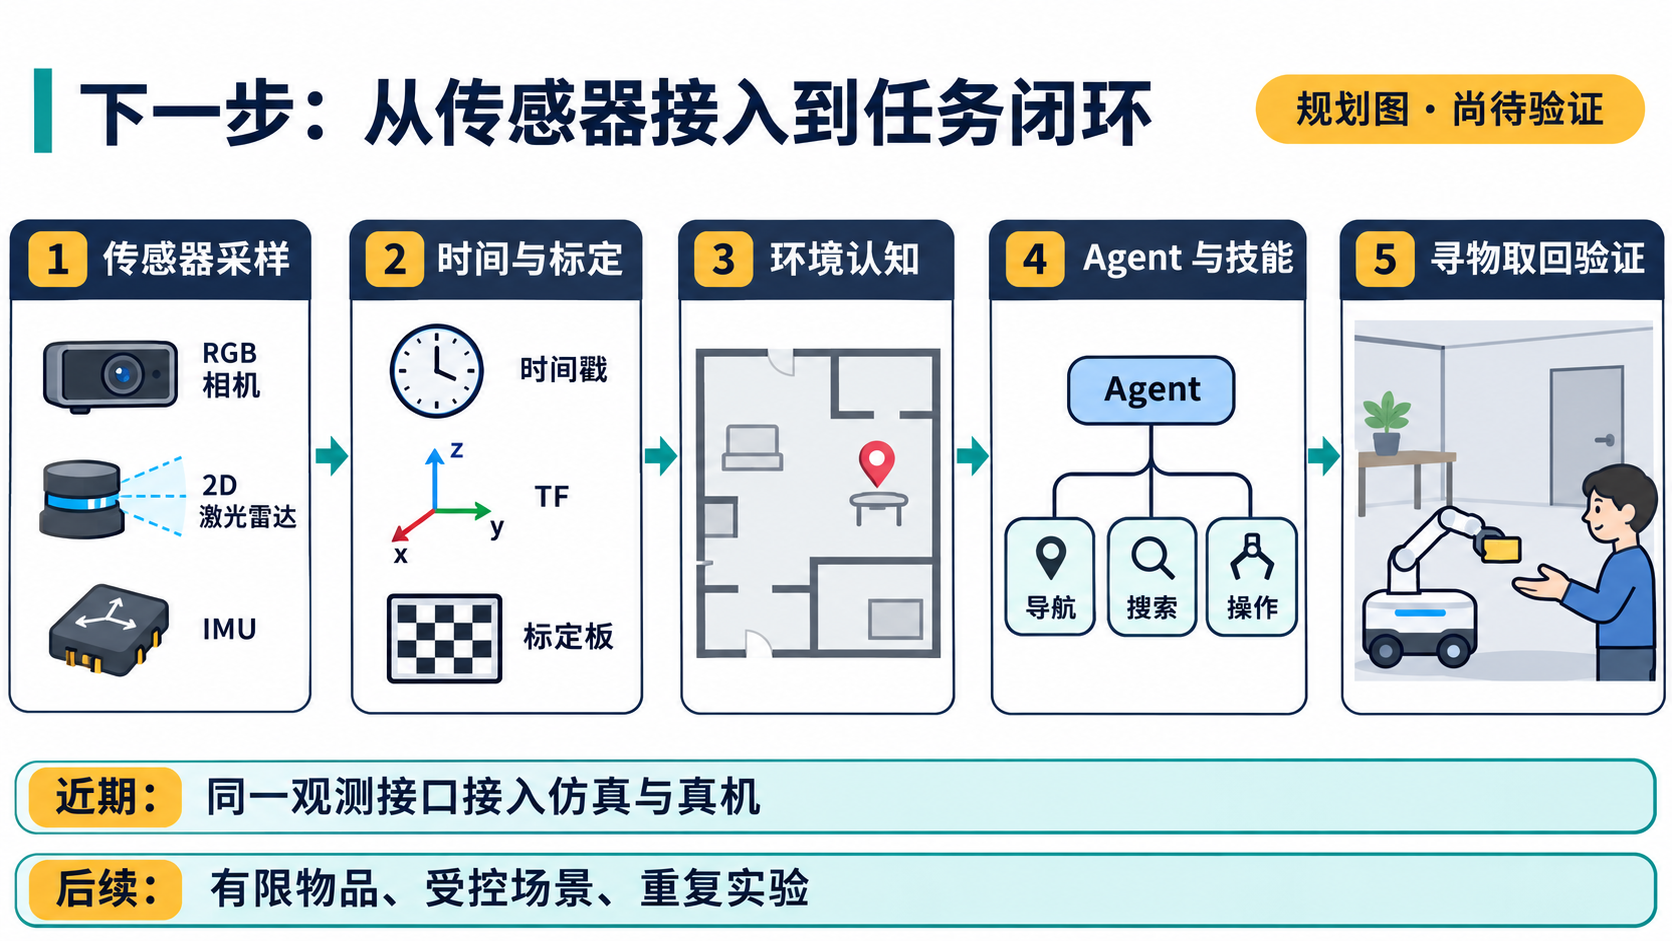 下一步：从传感器接入到任务闭环
规划图·尚待验证
1 传感器采样
RGB
相机
2D
激光雷达
IMU
2 时间与标定
时间戳
z
y
x
TF
标定板
3 环境认知
4 Agent 与技能
Agent
导航
搜索
操作
5 寻物取回验证
近期： 同一观测接口接入仿真与真机
后续： 有限物品、受控场景、重复实验